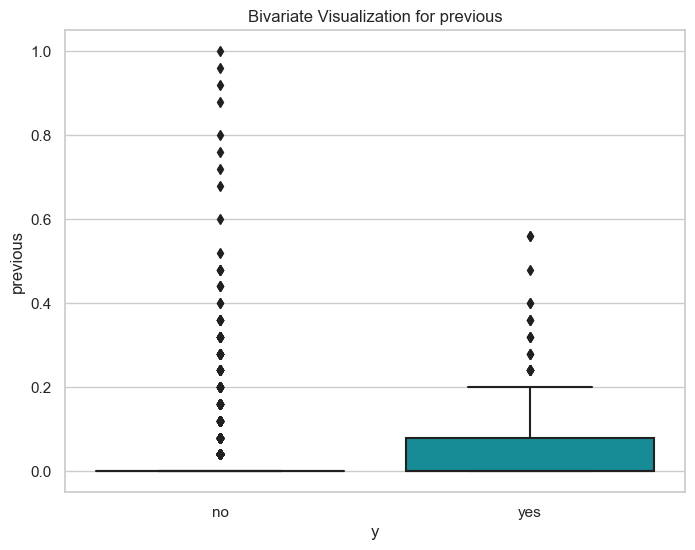 Bivariate Visualization for previous
1.0
0.8
0.6
0.4
0.2
0.0
previous
no
yes
y